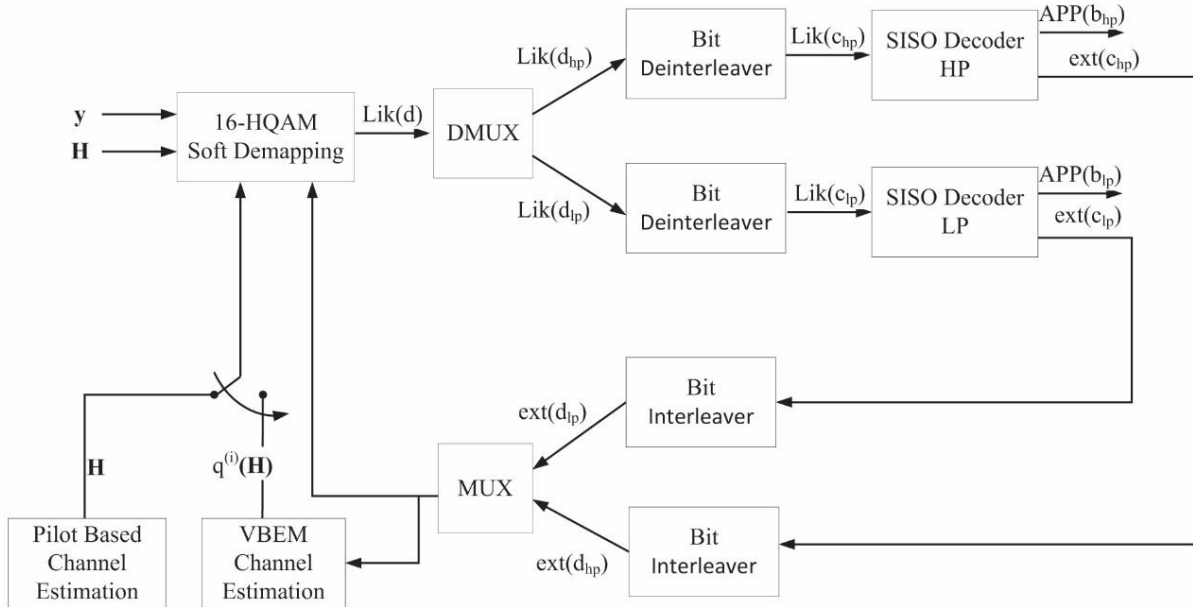 y
H
16-HQAM
Soft Demapping
Lik(d)
DMUX
Lik(d_hp)
Lik(d_lp)
Bit
Deinterleaver
Lik(c_hp)
SISO Decoder
HP
APP(b_hp)
ext(c_hp)
Bit
Deinterleaver
Lik(c_lp)
SISO Decoder
LP
APP(b_lp)
ext(c_lp)
Bit
Interleaver
ext(d_lp)
MUX
Bit
Interleaver
ext(d_hp)
H
q^(i)(H)
Pilot Based
Channel
Estimation
VBEM
Channel
Estimation